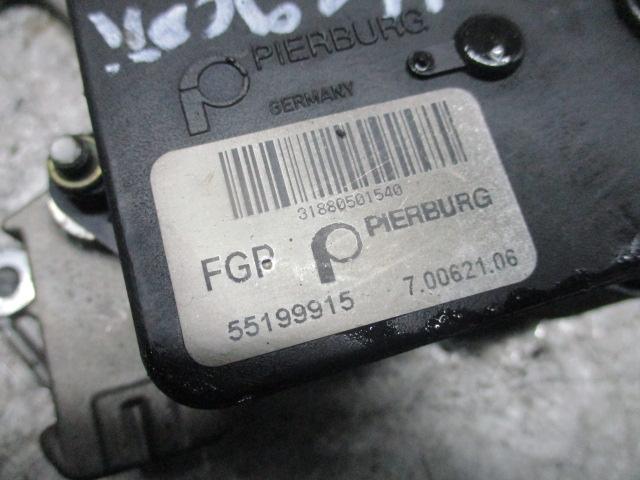 PIERBURG
GERMANY
31880501540
FGP PIERBURG
55199915 7.00621.06